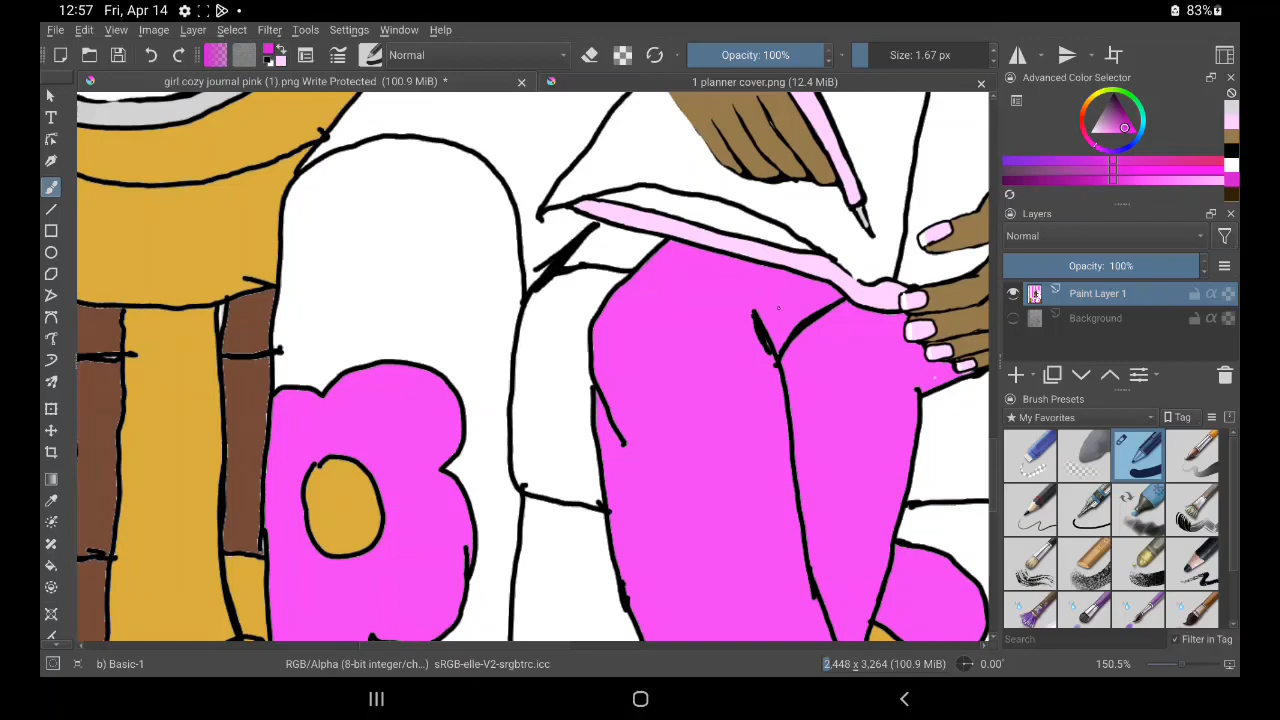 12:57 Fri, Apr 14 83%
File Edit View Image Layer Select Filter Tools Settings Window Help
Normal Opacity: 100% Size: 1.67 px
girl cozy journal pink (1).png Write Protected (100.9 MiB) * 1 planner cover.png (12.4 MiB)
Advanced Color Selector
Layers
Normal
Opacity: 100%
Paint Layer 1
Background
Brush Presets
My Favorites Tag
Search Filter in Tag
b) Basic-1 RGB/Alpha (8-bit integer/ch...) sRGB-elle-V2-srgbtrc.icc 2,448 x 3,264 (100.9 MiB) 0.00° 150.5%